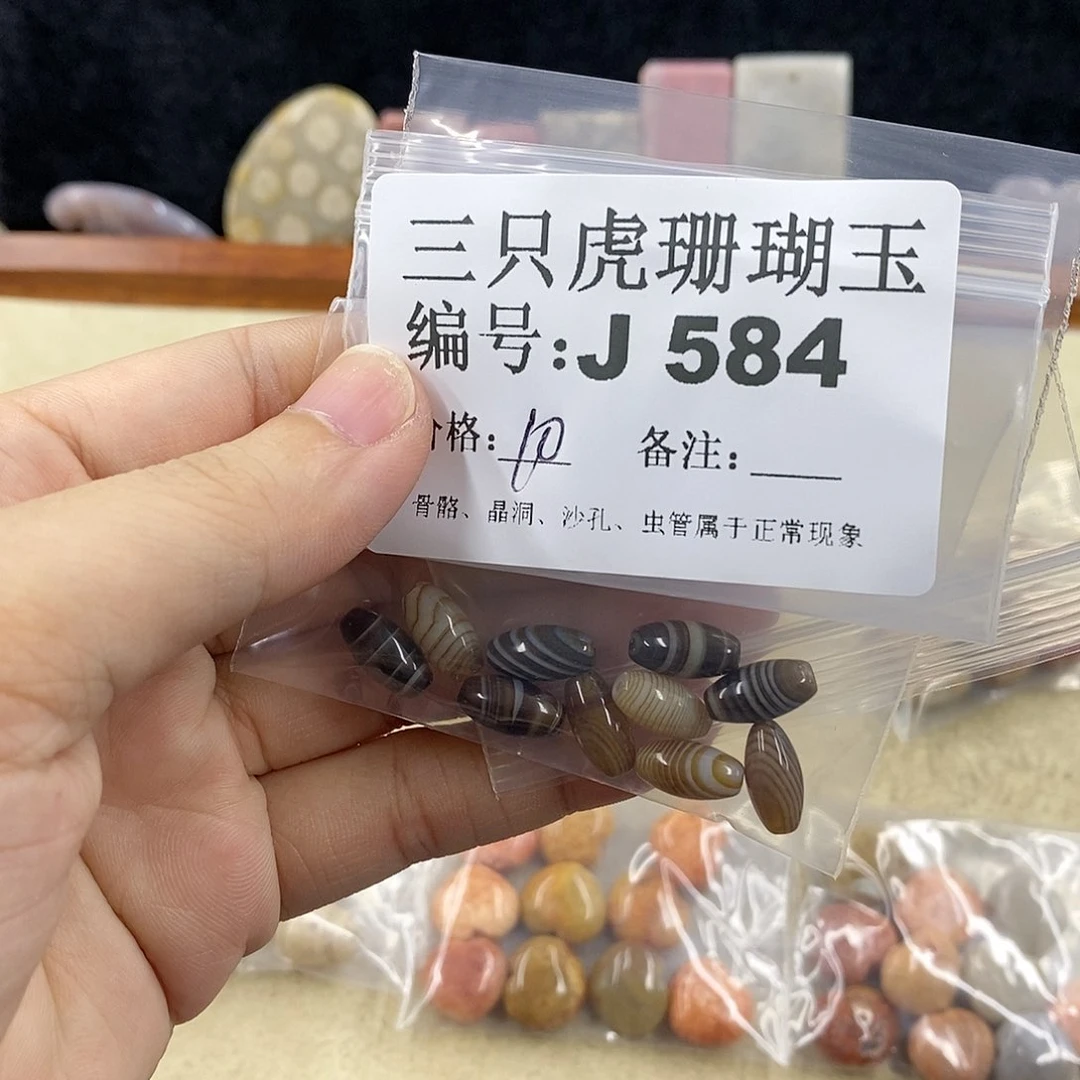 三只虎珊瑚玉
编号:J 584
价格:10 备注:
骨骼、晶洞、沙孔、虫管属于正常现象